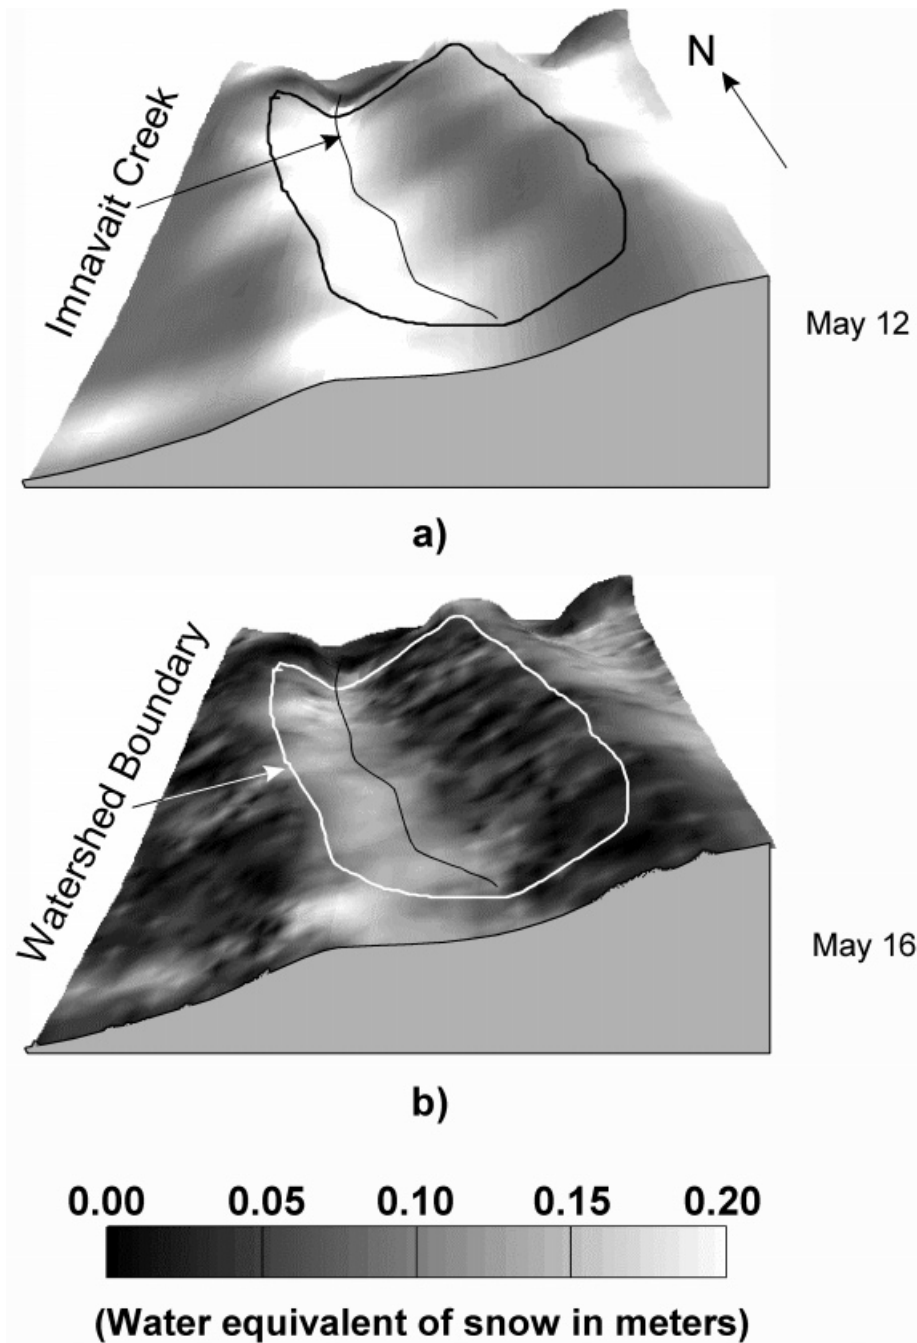 N
Imnavait Creek
May 12
a)
Watershed Boundary
May 16
b)
0.00 0.05 0.10 0.15 0.20
(Water equivalent of snow in meters)